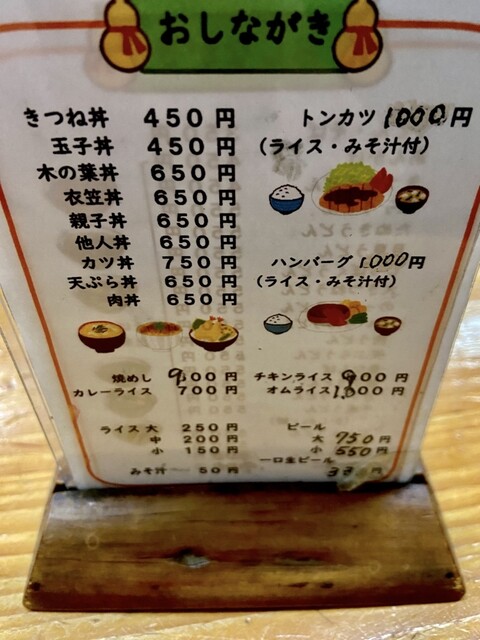 おしながき
きつね丼 450円
玉子丼 450円
木の葉丼 650円
衣笠丼 650円
親子丼 650円
他人丼 650円
カツ丼 750円
天ぷら丼 650円
肉丼 650円
トンカツ 1000円
(ライス・みそ汁付)
ハンバーグ 1000円
(ライス・みそ汁付)
焼めし 900円
カレーライス 700円
チキンライス 900円
オムライス 1000円
ライス 大 250円
中 200円
小 150円
みそ汁 50円
ビール
大 750円
小 550円
一口生ビール
円